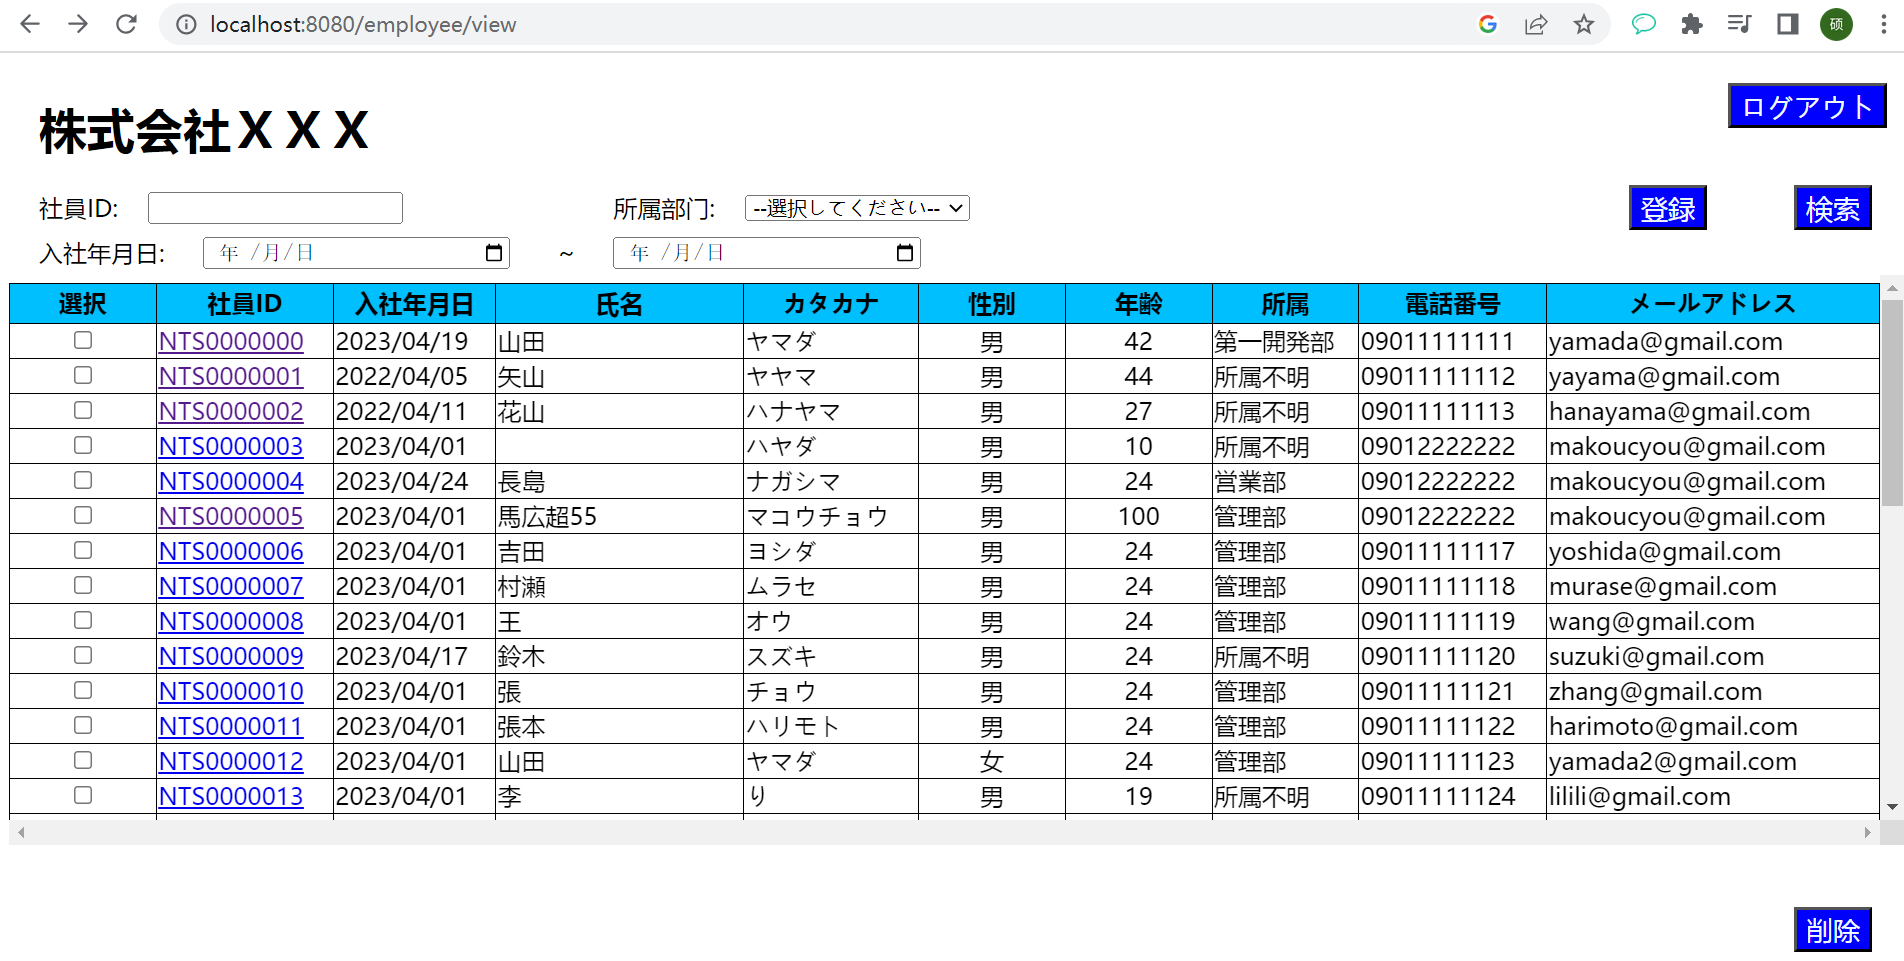 localhost:8080/employee/view
硕
株式会社ＸＸＸ
ログアウト
社員ID: 所属部门: --選択してください-- 登録 検索
入社年月日: 年 /月/日 ~ 年 /月/日
選択 社員ID 入社年月日 氏名 カタカナ 性別 年齢 所属 電話番号 メールアドレス
NTS0000000 2023/04/19 山田 ヤマダ 男 42 第一開発部 09011111111 yamada@gmail.com
NTS0000001 2022/04/05 矢山 ヤヤマ 男 44 所属不明 09011111112 yayama@gmail.com
NTS0000002 2022/04/11 花山 ハナヤマ 男 27 所属不明 09011111113 hanayama@gmail.com
NTS0000003 2023/04/01 ハヤダ 男 10 所属不明 09012222222 makoucyou@gmail.com
NTS0000004 2023/04/24 長島 ナガシマ 男 24 営業部 09012222222 makoucyou@gmail.com
NTS0000005 2023/04/01 馬広超55 マコウチョウ 男 100 管理部 09012222222 makoucyou@gmail.com
NTS0000006 2023/04/01 吉田 ヨシダ 男 24 管理部 09011111117 yoshida@gmail.com
NTS0000007 2023/04/01 村瀬 ムラセ 男 24 管理部 09011111118 murase@gmail.com
NTS0000008 2023/04/01 王 オウ 男 24 管理部 09011111119 wang@gmail.com
NTS0000009 2023/04/17 鈴木 スズキ 男 24 所属不明 09011111120 suzuki@gmail.com
NTS0000010 2023/04/01 張 チョウ 男 24 管理部 09011111121 zhang@gmail.com
NTS0000011 2023/04/01 張本 ハリモト 男 24 管理部 09011111122 harimoto@gmail.com
NTS0000012 2023/04/01 山田 ヤマダ 女 24 管理部 09011111123 yamada2@gmail.com
NTS0000013 2023/04/01 李 り 男 19 所属不明 09011111124 lilili@gmail.com
削除